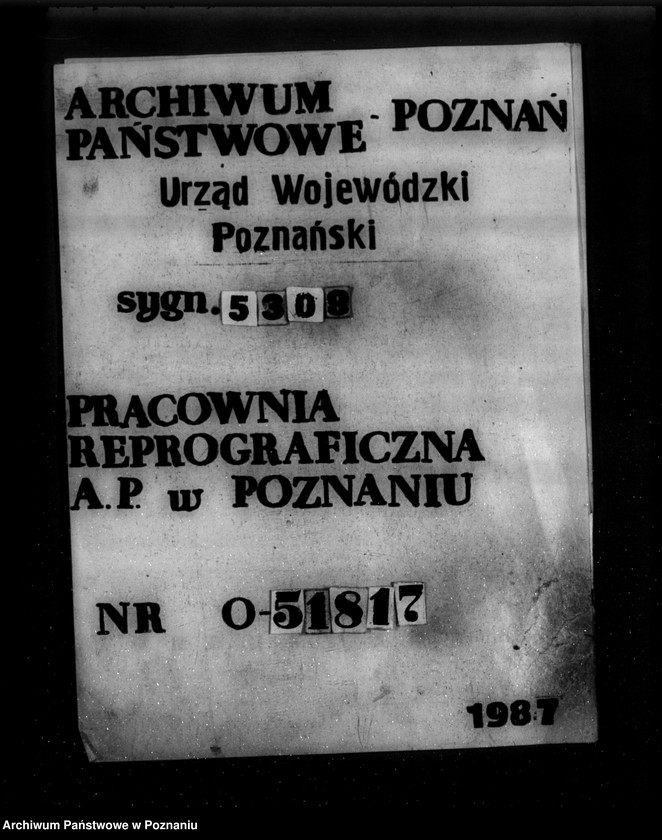 ARCHIWUM
PAŃSTWOWE - POZNAŃ
Urząd Wojewódzki
Poznański
sygn. 5308
PRACOWNIA
REPROGRAFICZNA
A.P. w POZNANIU
NR O-51817
1987
Archiwum Państwowe w Poznaniu